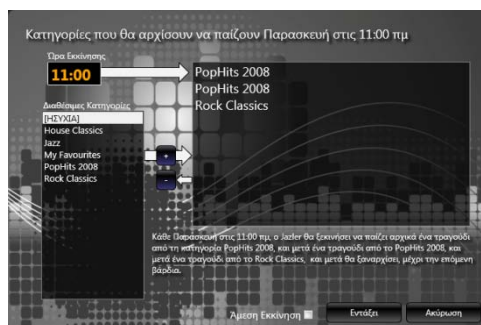 Κατηγορίες που θα αρχίσουν να παίζουν Παρασκευή στις 11:00 πμ
Ώρα Εκκίνησης
11:00
PopHits 2008
PopHits 2008
Rock Classics
Διαθέσιμες Κατηγορίες
[ΗΣΥΧΙΑ]
House Classics
Jazz
My Favourites
PopHits 2008
Rock Classics
+
-
Κάθε Παρασκευή στις 11:00 πμ, ο Jazler θα ξεκινήσει να παίζει αρχικά ένα τραγούδι
από τη κατηγορία PopHits 2008, και μετά ένα τραγούδι από το PopHits 2008, και
μετά ένα τραγούδι από το Rock Classics, και μετά θα ξαναρχίσει, μέχρι την επόμενη
βάρδια.
Άμεση Εκκίνηση
Εντάξει
Ακύρωση